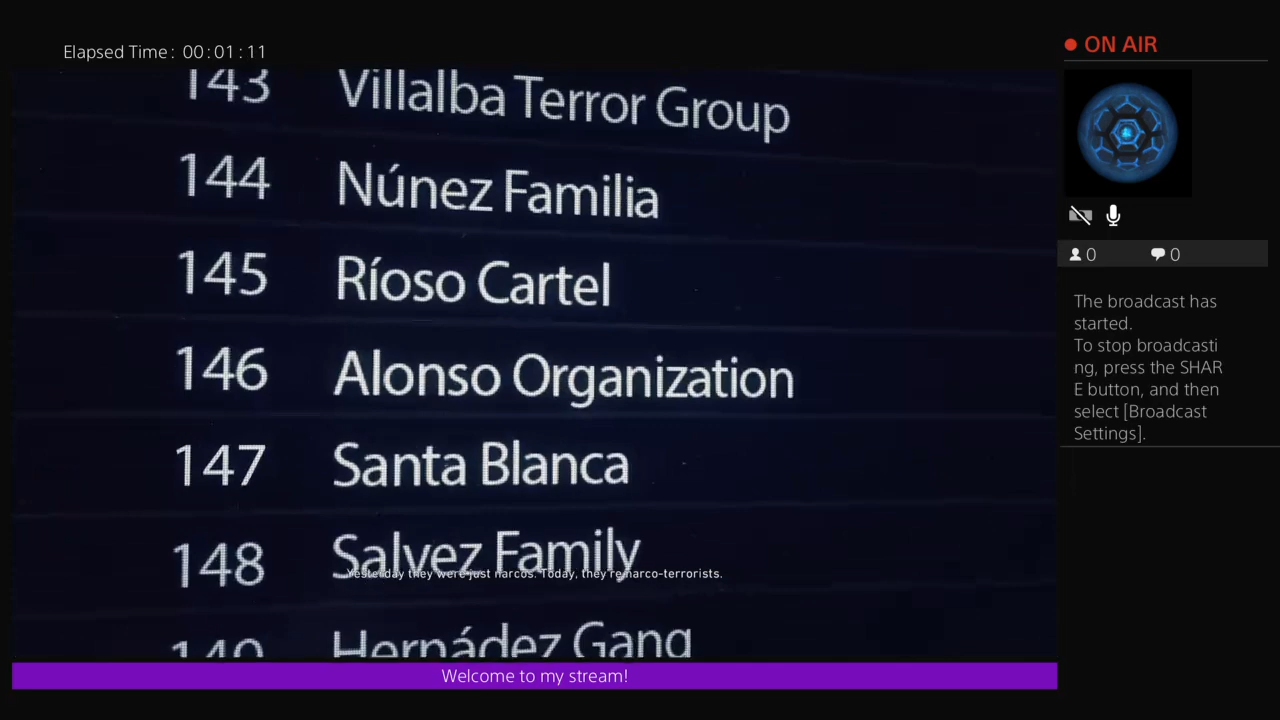 Elapsed Time: 00:01:11
ON AIR
143 Villalba Terror Group
144 Núnez Familia
145 Ríoso Cartel
146 Alonso Organization
147 Santa Blanca
148 Salvez Family
Yesterday they were just narcos. Today, they're narco-terrorists.
149 Hernádez Gang
Welcome to my stream!
0 0
The broadcast has
started.
To stop broadcasti
ng, press the SHAR
E button, and then
select [Broadcast
Settings].